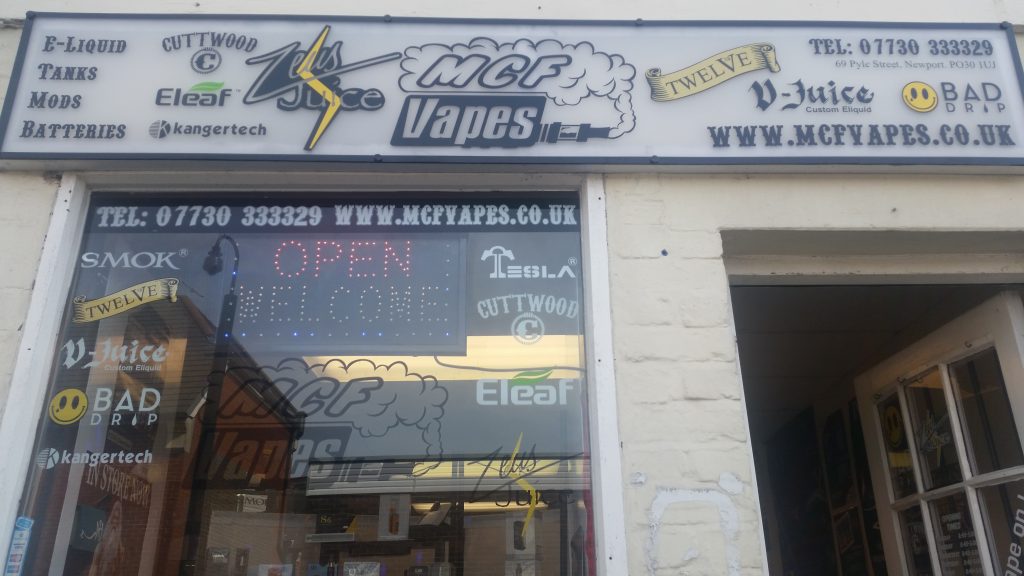 E-Liquid
Tanks
Mods
Batteries
CUTTWOOD
C
Eleaf™
kangertech
Zeus
Juice
MCF
Vapes
TWELVE
V-Juice
Custom Eliquid
TEL: 07730 333329
69 Pyle Street, Newport. PO30 1UJ
BAD
DRIP
WWW.MCFVAPES.CO.UK
TEL: 07730 333329 WWW.MCFVAPES.CO.UK
SMOK®
TWELVE
V-Juice
Custom Eliquid
BAD
DRIP
kangertech
OPEN
WELCOME
TESLA®
CUTTWOOD
C
Eleaf
MCF
Vapes
Zeus
Juice